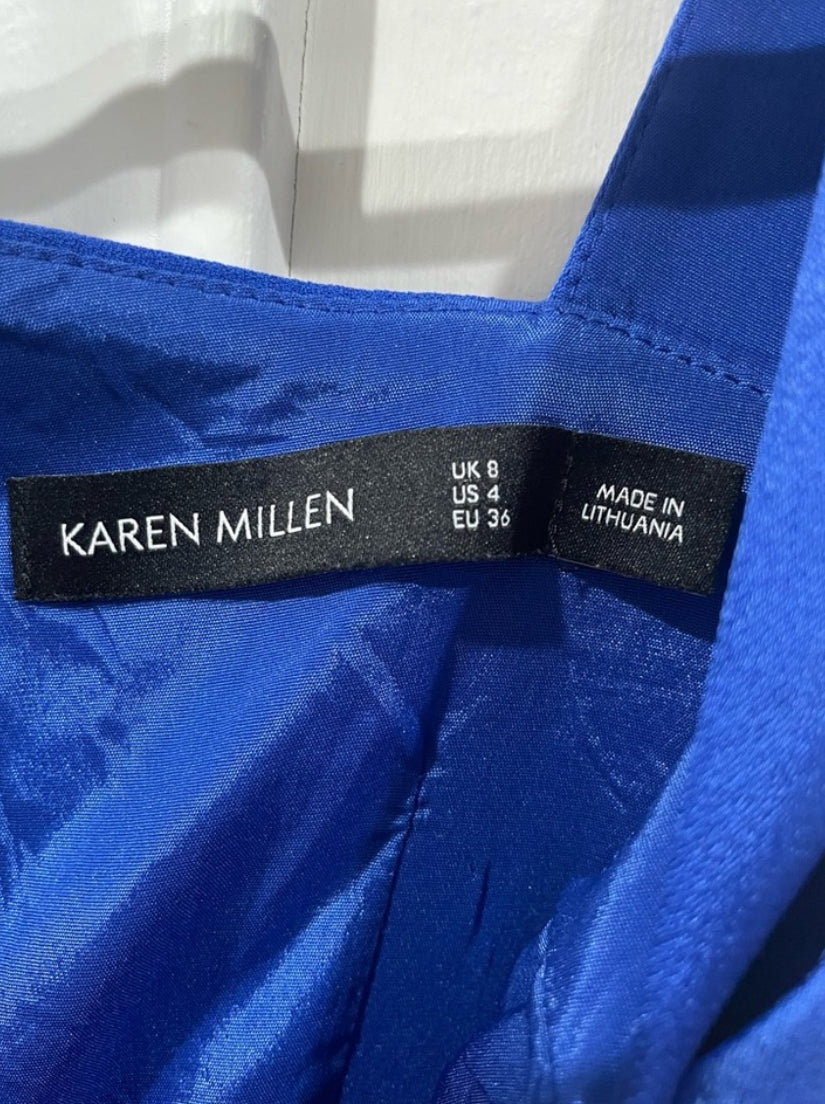 KAREN MILLEN
UK 8
US 4
EU 36
MADE IN
LITHUANIA